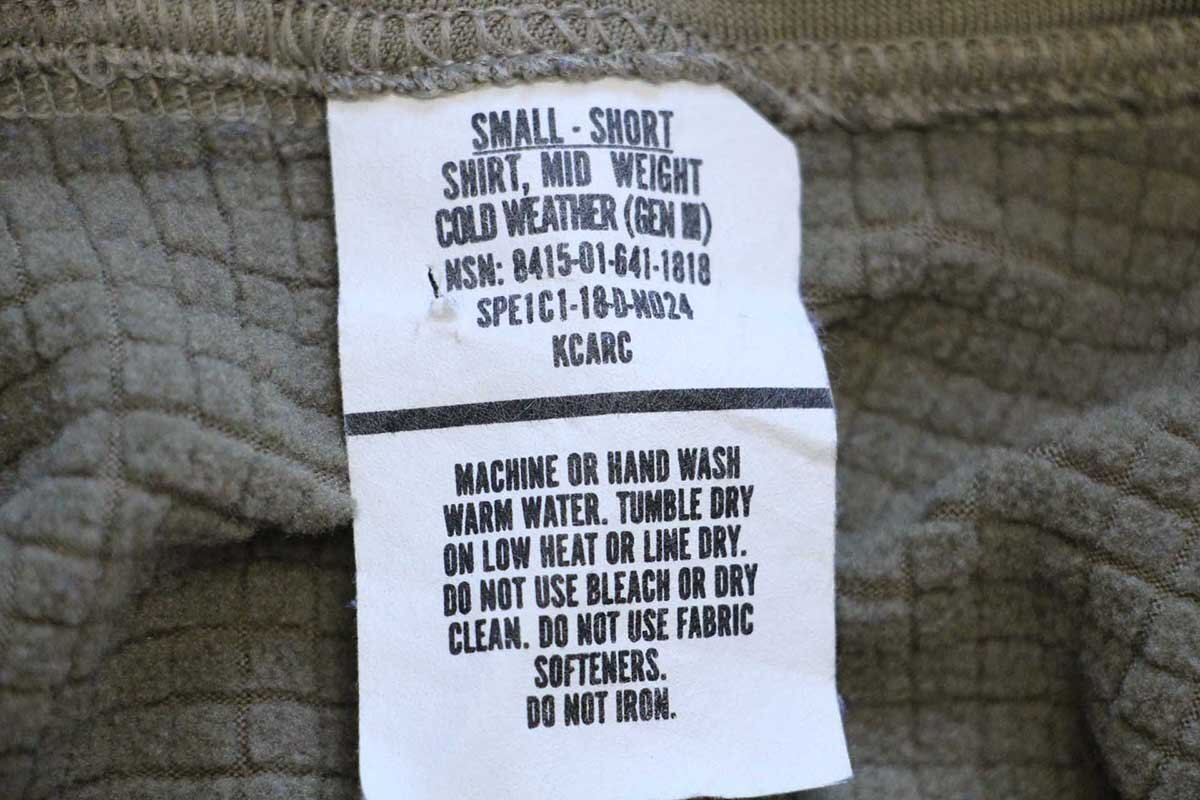 SMALL - SHORT
SHIRT, MID WEIGHT
COLD WEATHER (GEN III)
NSN: 8415-01-641-1818
SPE1C1-18-D-N024
KCARC
MACHINE OR HAND WASH
WARM WATER. TUMBLE DRY
ON LOW HEAT OR LINE DRY.
DO NOT USE BLEACH OR DRY
CLEAN. DO NOT USE FABRIC
SOFTENERS.
DO NOT IRON.